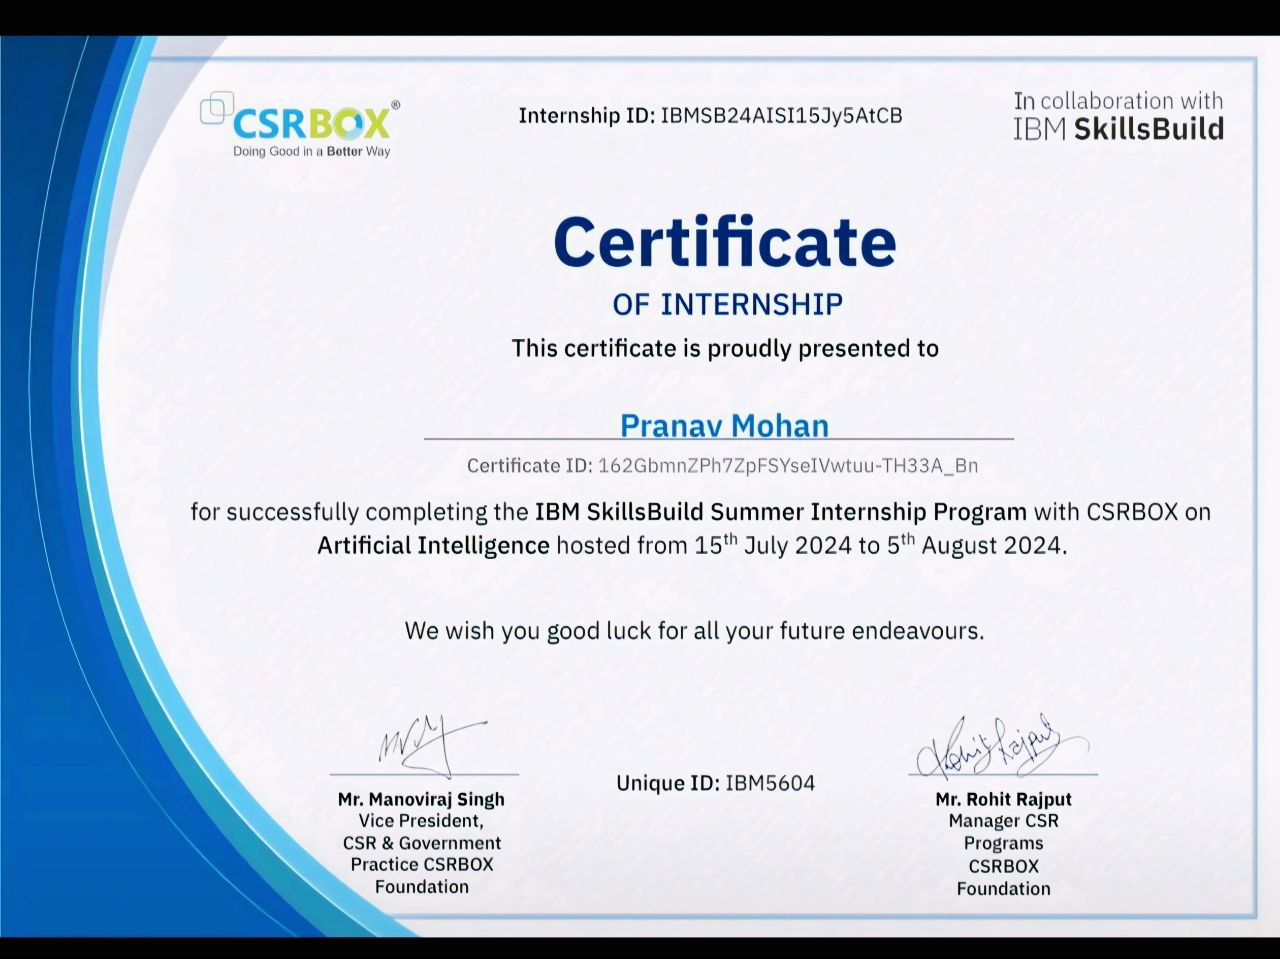 CSRBOX®
Doing Good in a Better Way
Internship ID: IBMSB24AISI15Jy5AtCB
In collaboration with
IBM SkillsBuild
Certificate
OF INTERNSHIP
This certificate is proudly presented to
Pranav Mohan
Certificate ID: 162GbmnZPh7ZpFSYseIVwtuu-TH33A_Bn
for successfully completing the IBM SkillsBuild Summer Internship Program with CSRBOX on
Artificial Intelligence hosted from 15th July 2024 to 5th August 2024.
We wish you good luck for all your future endeavours.
Mr. Manoviraj Singh
Vice President,
CSR & Government
Practice CSRBOX
Foundation
Unique ID: IBM5604
Rohit Rajput
Mr. Rohit Rajput
Manager CSR
Programs
CSRBOX
Foundation